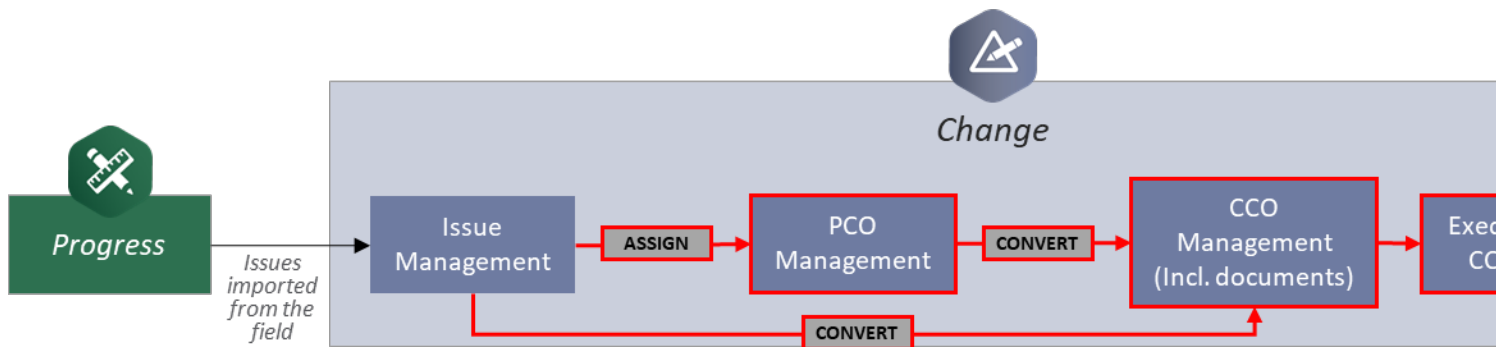 Change
Progress
Issues
imported
from the
field
Issue
Management
ASSIGN
PCO
Management
CONVERT
CCO
Management
(Incl. documents)
CONVERT